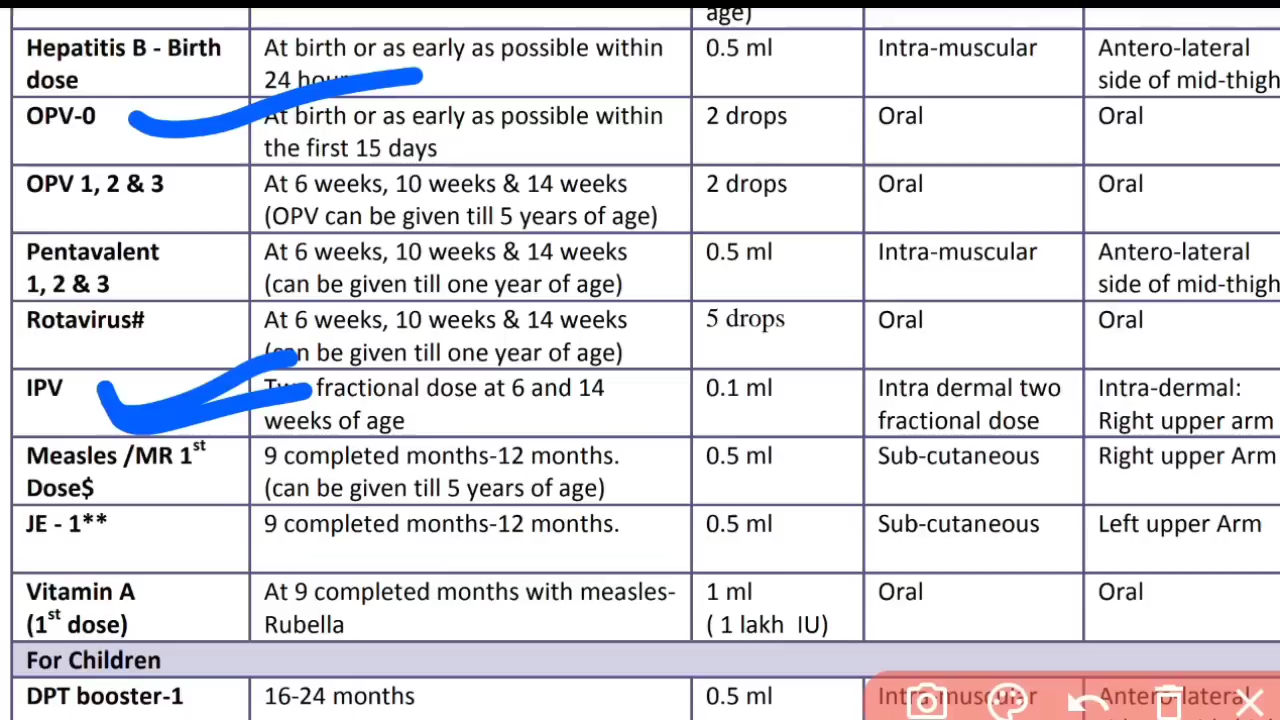 age)
Hepatitis B - Birth dose At birth or as early as possible within 24 hours 0.5 ml Intra-muscular Antero-lateral side of mid-thigh
OPV-0 At birth or as early as possible within the first 15 days 2 drops Oral Oral
OPV 1, 2 & 3 At 6 weeks, 10 weeks & 14 weeks (OPV can be given till 5 years of age) 2 drops Oral Oral
Pentavalent 1, 2 & 3 At 6 weeks, 10 weeks & 14 weeks (can be given till one year of age) 0.5 ml Intra-muscular Antero-lateral side of mid-thigh
Rotavirus# At 6 weeks, 10 weeks & 14 weeks (can be given till one year of age) 5 drops Oral Oral
IPV Two fractional dose at 6 and 14 weeks of age 0.1 ml Intra dermal two fractional dose Intra-dermal: Right upper arm
Measles /MR 1st Dose$ 9 completed months-12 months. (can be given till 5 years of age) 0.5 ml Sub-cutaneous Right upper Arm
JE - 1** 9 completed months-12 months. 0.5 ml Sub-cutaneous Left upper Arm
Vitamin A (1st dose) At 9 completed months with measles-Rubella 1 ml ( 1 lakh IU) Oral Oral
For Children
DPT booster-1 16-24 months 0.5 ml Intra-muscular Antero-lateral